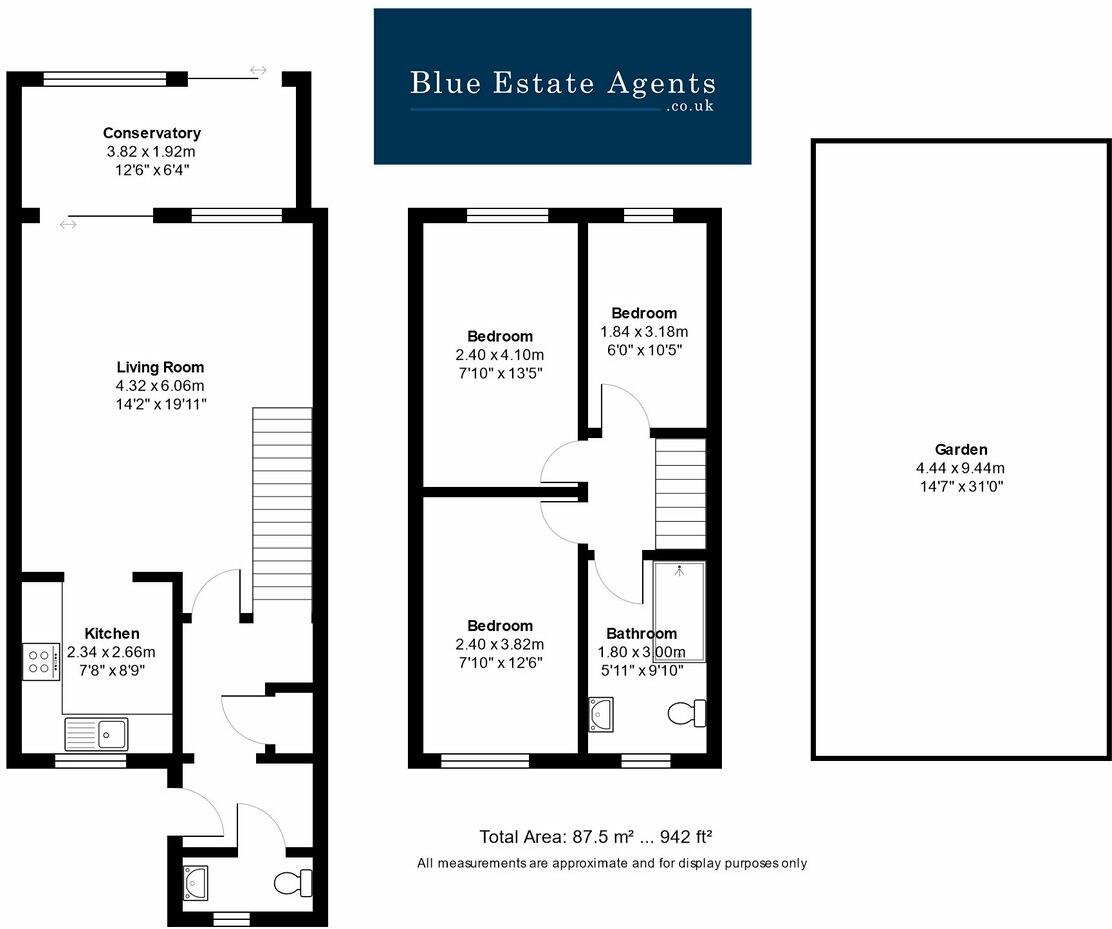 Blue Estate Agents
.co.uk
Conservatory
3.82 x 1.92m
12'6" x 6'4"
Living Room
4.32 x 6.06m
14'2" x 19'11"
Kitchen
2.34 x 2.66m
7'8" x 8'9"
Bedroom
2.40 x 4.10m
7'10" x 13'5"
Bedroom
1.84 x 3.18m
6'0" x 10'5"
Bedroom
2.40 x 3.82m
7'10" x 12'6"
Bathroom
1.80 x 3.00m
5'11" x 9'10"
Garden
4.44 x 9.44m
14'7" x 31'0"
Total Area: 87.5 m² ... 942 ft²
All measurements are approximate and for display purposes only